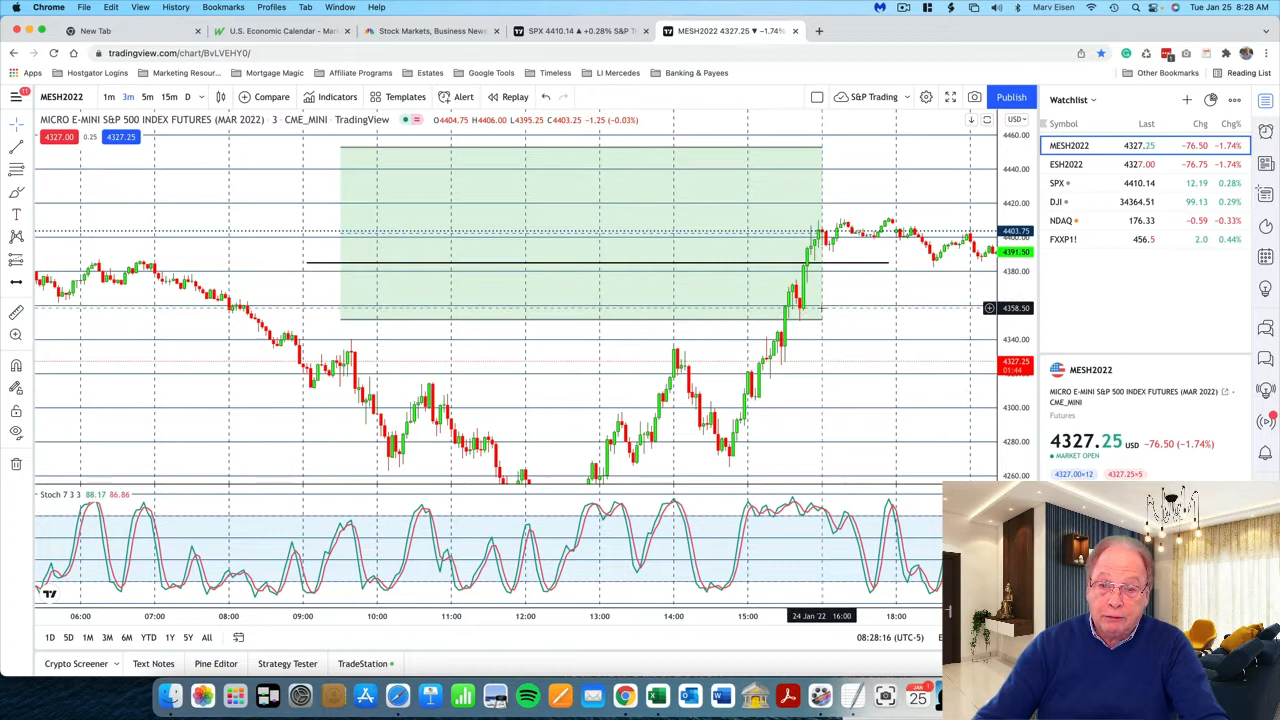 Chrome File Edit View History Bookmarks Profiles Tab Window Help Marv Eisen Tue Jan 25 8:28 AM
New Tab U.S. Economic Calendar - Mar Stock Markets, Business News SPX 4410.14 ▲ +0.28% S&P T MESH2022 4327.25 ▼ −1.74%
tradingview.com/chart/BvLVEHY0/
Apps Hostgator Logins Marketing Resour... Mortgage Magic Affiliate Programs Estates Google Tools Timeless LI Mercedes Banking & Payees Other Bookmarks Reading List
11 MESH2022 1m 3m 5m 15m D Compare Indicators Templates Alert Replay S&P Trading Publish Watchlist
MICRO E-MINI S&P 500 INDEX FUTURES (MAR 2022) · 3 · CME_MINI · TradingView O4404.75 H4406.00 L4395.25 C4403.25 −1.25 (−0.03%) USD
4327.00 0.25 4327.25
Symbol Last Chg Chg%
MESH2022 4327.25 −76.50 −1.74%
ESH2022 4327.00 −76.75 −1.74%
SPX 4410.14 12.19 0.28%
DJI 34364.51 99.13 0.29%
NDAQ 176.33 −0.59 −0.33%
FXXP1! 456.5 2.0 0.44%
4460.00
4440.00
4420.00
4403.75
4400.00
4391.50
4380.00
4358.50
4340.00
4327.25
01:44
4300.00
4280.00
4260.00
MESH2022
MICRO E-MINI S&P 500 INDEX FUTURES (MAR 2022)
CME_MINI
Futures
4327.25 USD −76.50 (−1.74%)
MARKET OPEN
4327.00×12 4327.25×5
Stoch 7 3 3 88.17 86.86
06:00 07:00 08:00 09:00 10:00 11:00 12:00 13:00 14:00 15:00 24 Jan '22 16:00 18:00
1D 5D 1M 3M 6M YTD 1Y 5Y All 08:28:16 (UTC-5)
Crypto Screener Text Notes Pine Editor Strategy Tester TradeStation
JAN 25